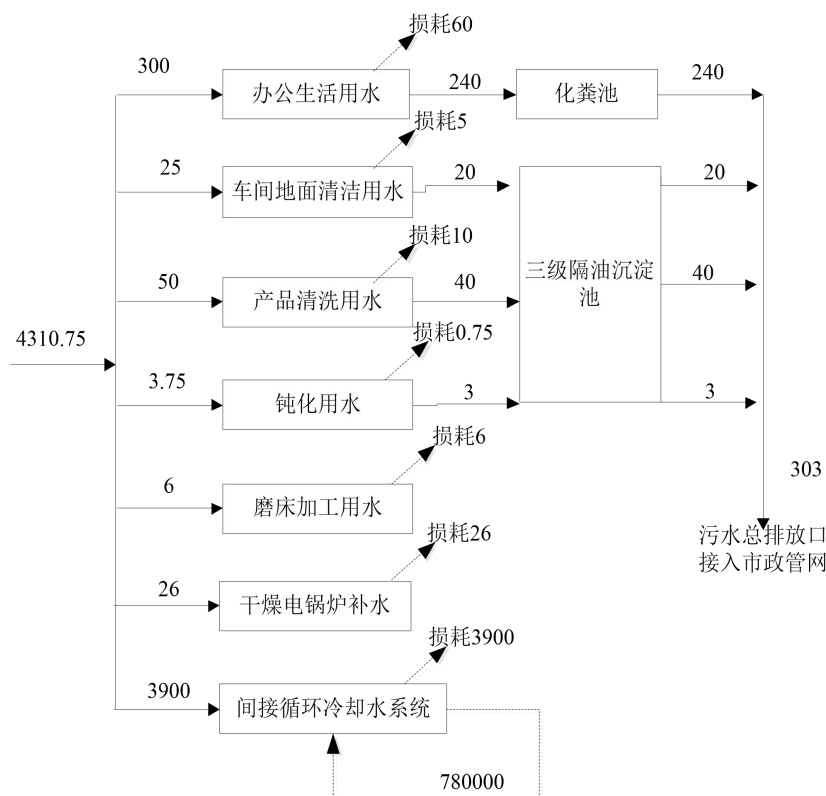 损耗60
300
办公生活用水
240
化粪池
240
损耗5
25
车间地面清洁用水
20
20
损耗10
50
产品清洗用水
40
三级隔油沉淀
池
40
4310.75
损耗0.75
3.75
钝化用水
3
3
损耗6
6
磨床加工用水
303
污水总排放口
接入市政管网
损耗26
26
干燥电锅炉补水
损耗3900
3900
间接循环冷却水系统
780000